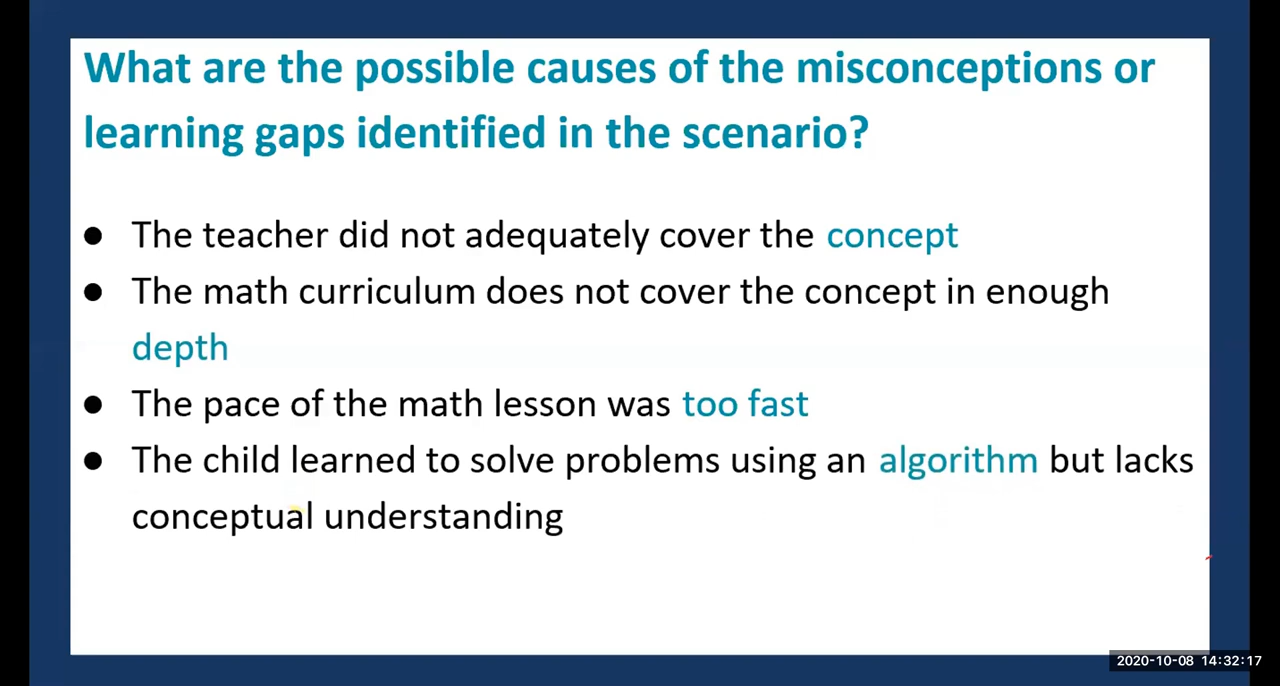 What are the possible causes of the misconceptions or
learning gaps identified in the scenario?
● The teacher did not adequately cover the concept
● The math curriculum does not cover the concept in enough
depth
● The pace of the math lesson was too fast
● The child learned to solve problems using an algorithm but lacks
conceptual understanding
2020-10-08 14:32:17